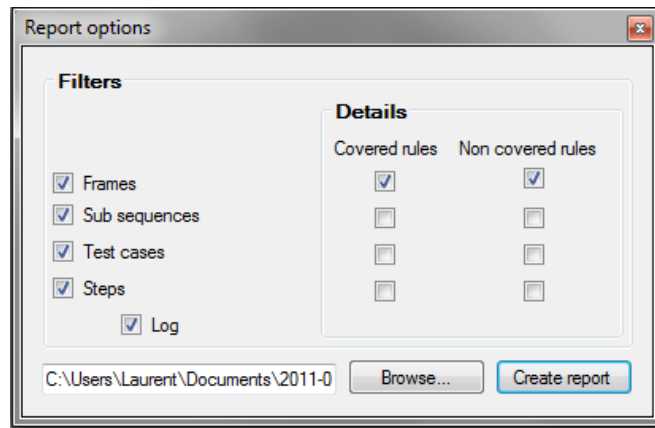 Report options
Filters
Details
Covered rules Non covered rules
Frames
Sub sequences
Test cases
Steps
Log
C:\Users\Laurent\Documents\2011-0
Browse...
Create report